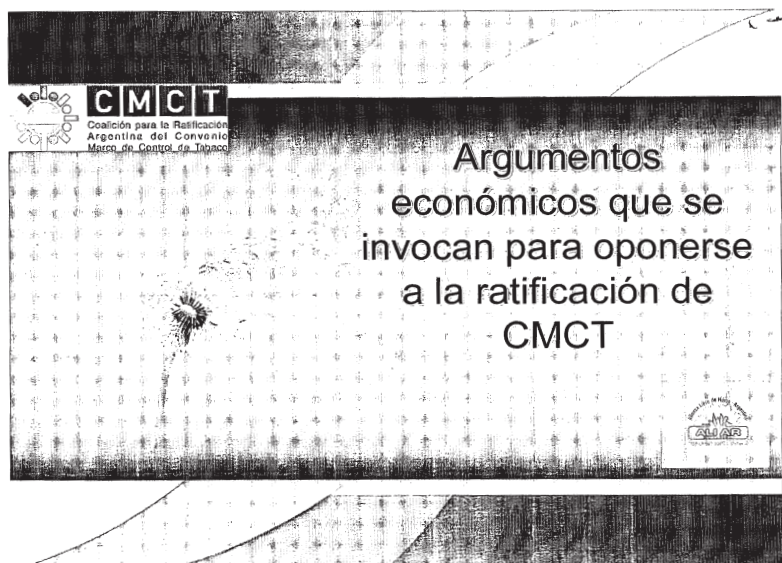 CMCT
Coalición para la Ratificación
Argentina del Convenio
Marco de Control de Tabaco
Argumentos
económicos que se
invocan para oponerse
a la ratificación de
CMCT
ALIAR